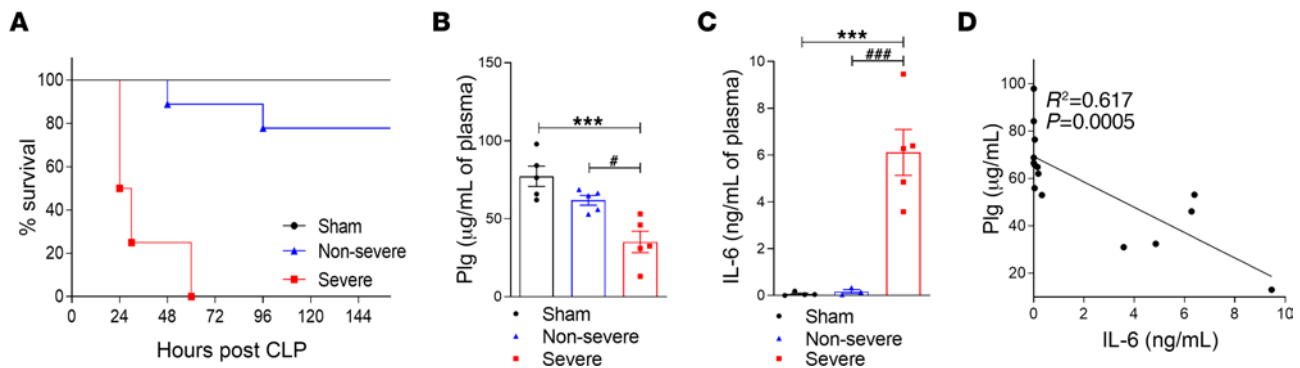 A
% survival
100
80
60
40
20
0
0 24 48 72 96 120 144
Hours post CLP
Sham
Non-severe
Severe
B
Plg (μg/mL of plasma)
150
100
50
0
***
#
Sham
Non-severe
Severe
C
IL-6 (ng/mL of plasma)
10
8
6
4
2
0
***
###
Sham
Non-severe
Severe
D
Plg (μg/mL)
100
80
60
40
20
R²=0.617
P=0.0005
0 2 4 6 8 10
IL-6 (ng/mL)